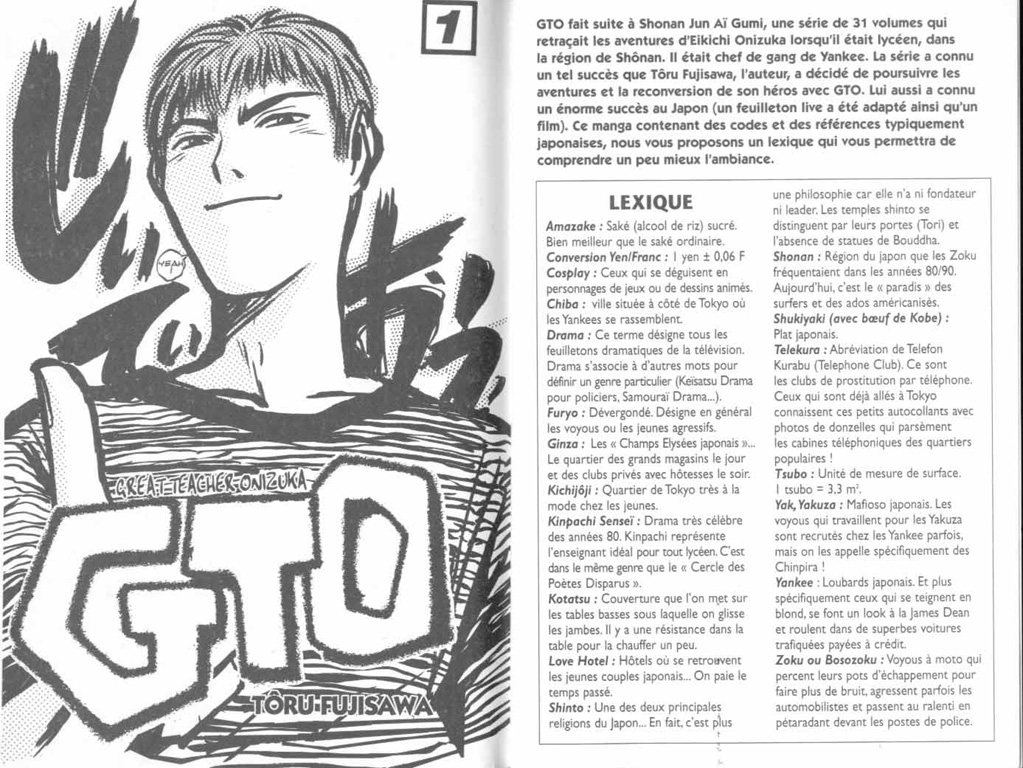 1
YEAH
GREAT TEACHER ONIZUKA
GTO
TÔRU FUJISAWA
GTO fait suite à Shonan Jun Aï Gumi, une série de 31 volumes qui
retraçait les aventures d'Eikichi Onizuka lorsqu'il était lycéen, dans
la région de Shônan. Il était chef de gang de Yankee. La série a connu
un tel succès que Tôru Fujisawa, l'auteur, a décidé de poursuivre les
aventures et la reconversion de son héros avec GTO. Lui aussi a connu
un énorme succès au Japon (un feuilleton live a été adapté ainsi qu'un
film). Ce manga contenant des codes et des références typiquement
japonaises, nous vous proposons un lexique qui vous permettra de
comprendre un peu mieux l'ambiance.
LEXIQUE
Amazake : Saké (alcool de riz) sucré.
Bien meilleur que le saké ordinaire.
Conversion Yen/Franc : 1 yen ± 0,06 F
Cosplay : Ceux qui se déguisent en
personnages de jeux ou de dessins animés.
Chiba : ville située à côté de Tokyo où
les Yankees se rassemblent.
Drama : Ce terme désigne tous les
feuilletons dramatiques de la télévision.
Drama s'associe à d'autres mots pour
définir un genre particulier (Keïsatsu Drama
pour policiers, Samouraï Drama...).
Furyo : Dévergondé. Désigne en général
les voyous ou les jeunes agressifs.
Ginza : Les « Champs Elysées japonais »...
Le quartier des grands magasins le jour
et des clubs privés avec hôtesses le soir.
Kichijôji : Quartier de Tokyo très à la
mode chez les jeunes.
Kinpachi Senseï : Drama très célèbre
des années 80. Kinpachi représente
l'enseignant idéal pour tout lycéen. C'est
dans le même genre que le « Cercle des
Poètes Disparus ».
Kotatsu : Couverture que l'on met sur
les tables basses sous laquelle on glisse
les jambes. Il y a une résistance dans la
table pour la chauffer un peu.
Love Hotel : Hôtels où se retrouvent
les jeunes couples japonais... On paie le
temps passé.
Shinto : Une des deux principales
religions du Japon... En fait, c'est plus
une philosophie car elle n'a ni fondateur
ni leader. Les temples shinto se
distinguent par leurs portes (Tori) et
l'absence de statues de Bouddha.
Shonan : Région du japon que les Zoku
fréquentaient dans les années 80/90.
Aujourd'hui, c'est le « paradis » des
surfers et des ados américanisés.
Shukiyaki (avec bœuf de Kobe) :
Plat japonais.
Telekura : Abréviation de Telefon
Kurabu (Telephone Club). Ce sont
les clubs de prostitution par téléphone.
Ceux qui sont déjà allés à Tokyo
connaissent ces petits autocollants avec
photos de donzelles qui parsèment
les cabines téléphoniques des quartiers
populaires !
Tsubo : Unité de mesure de surface.
1 tsubo = 3,3 m².
Yak, Yakuza : Mafioso japonais. Les
voyous qui travaillent pour les Yakuza
sont recrutés chez les Yankee parfois,
mais on les appelle spécifiquement des
Chinpira !
Yankee : Loubards japonais. Et plus
spécifiquement ceux qui se teignent en
blond, se font un look à la James Dean
et roulent dans de superbes voitures
trafiquées payées à crédit.
Zoku ou Bosozoku : Voyous à moto qui
percent leurs pots d'échappement pour
faire plus de bruit, agressent parfois les
automobilistes et passent au ralenti en
pétaradant devant les postes de police.